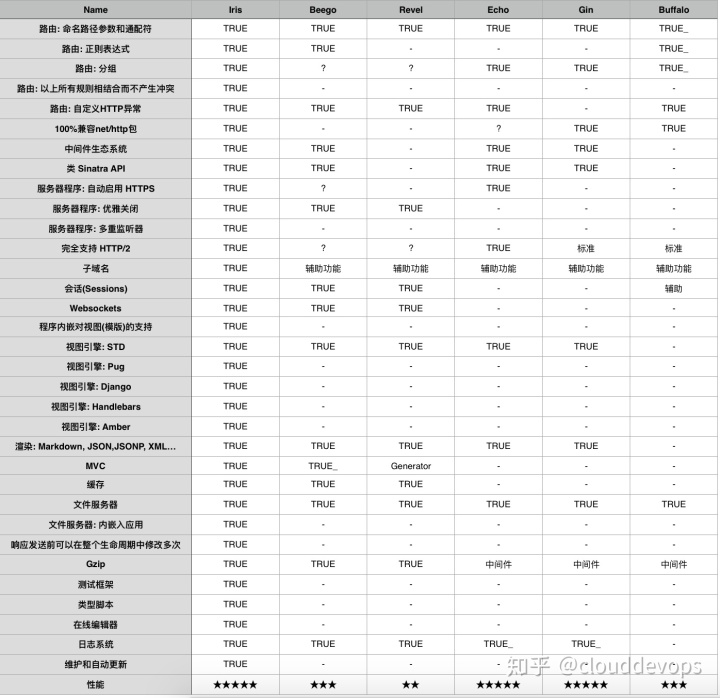 Name Iris Beego Revel Echo Gin Buffalo
路由: 命名路径参数和通配符 TRUE TRUE TRUE TRUE TRUE TRUE_
路由: 正则表达式 TRUE TRUE - - - TRUE_
路由: 分组 TRUE ? ? TRUE TRUE TRUE_
路由: 以上所有规则相结合而不产生冲突 TRUE - - - - -
路由: 自定义HTTP异常 TRUE TRUE TRUE TRUE - TRUE
100%兼容net/http包 TRUE - - ? TRUE TRUE
中间件生态系统 TRUE TRUE - TRUE TRUE -
类 Sinatra API TRUE TRUE - TRUE TRUE -
服务器程序: 自动启用 HTTPS TRUE ? - TRUE - -
服务器程序: 优雅关闭 TRUE TRUE TRUE - - -
服务器程序: 多重监听器 TRUE - - - - -
完全支持 HTTP/2 TRUE ? ? TRUE 标准 标准
子域名 TRUE 辅助功能 辅助功能 辅助功能 辅助功能 辅助功能
会话(Sessions) TRUE TRUE TRUE - - 辅助
Websockets TRUE TRUE TRUE - - -
程序内嵌对视图(模版)的支持 TRUE - - - - -
视图引擎: STD TRUE TRUE TRUE TRUE TRUE -
视图引擎: Pug TRUE - - - - -
视图引擎: Django TRUE - - - - -
视图引擎: Handlebars TRUE - - - - -
视图引擎: Amber TRUE - - - - -
渲染: Markdown, JSON,JSONP, XML... TRUE TRUE TRUE TRUE TRUE -
MVC TRUE TRUE_ Generator - - -
缓存 TRUE TRUE TRUE - - -
文件服务器 TRUE TRUE TRUE TRUE TRUE TRUE
文件服务器: 内嵌入应用 TRUE - - - - -
响应发送前可以在整个生命周期中修改多次 TRUE - - - - -
Gzip TRUE TRUE TRUE 中间件 中间件 中间件
测试框架 TRUE - - - - -
类型脚本 TRUE - - - - -
在线编辑器 TRUE - - - - -
日志系统 TRUE TRUE TRUE TRUE_ TRUE_ -
维护和自动更新 TRUE - - - - -
性能 ★★★★★ ★★★ ★★ ★★★★★ ★★★★★ ★★★
知乎 @clouddevops